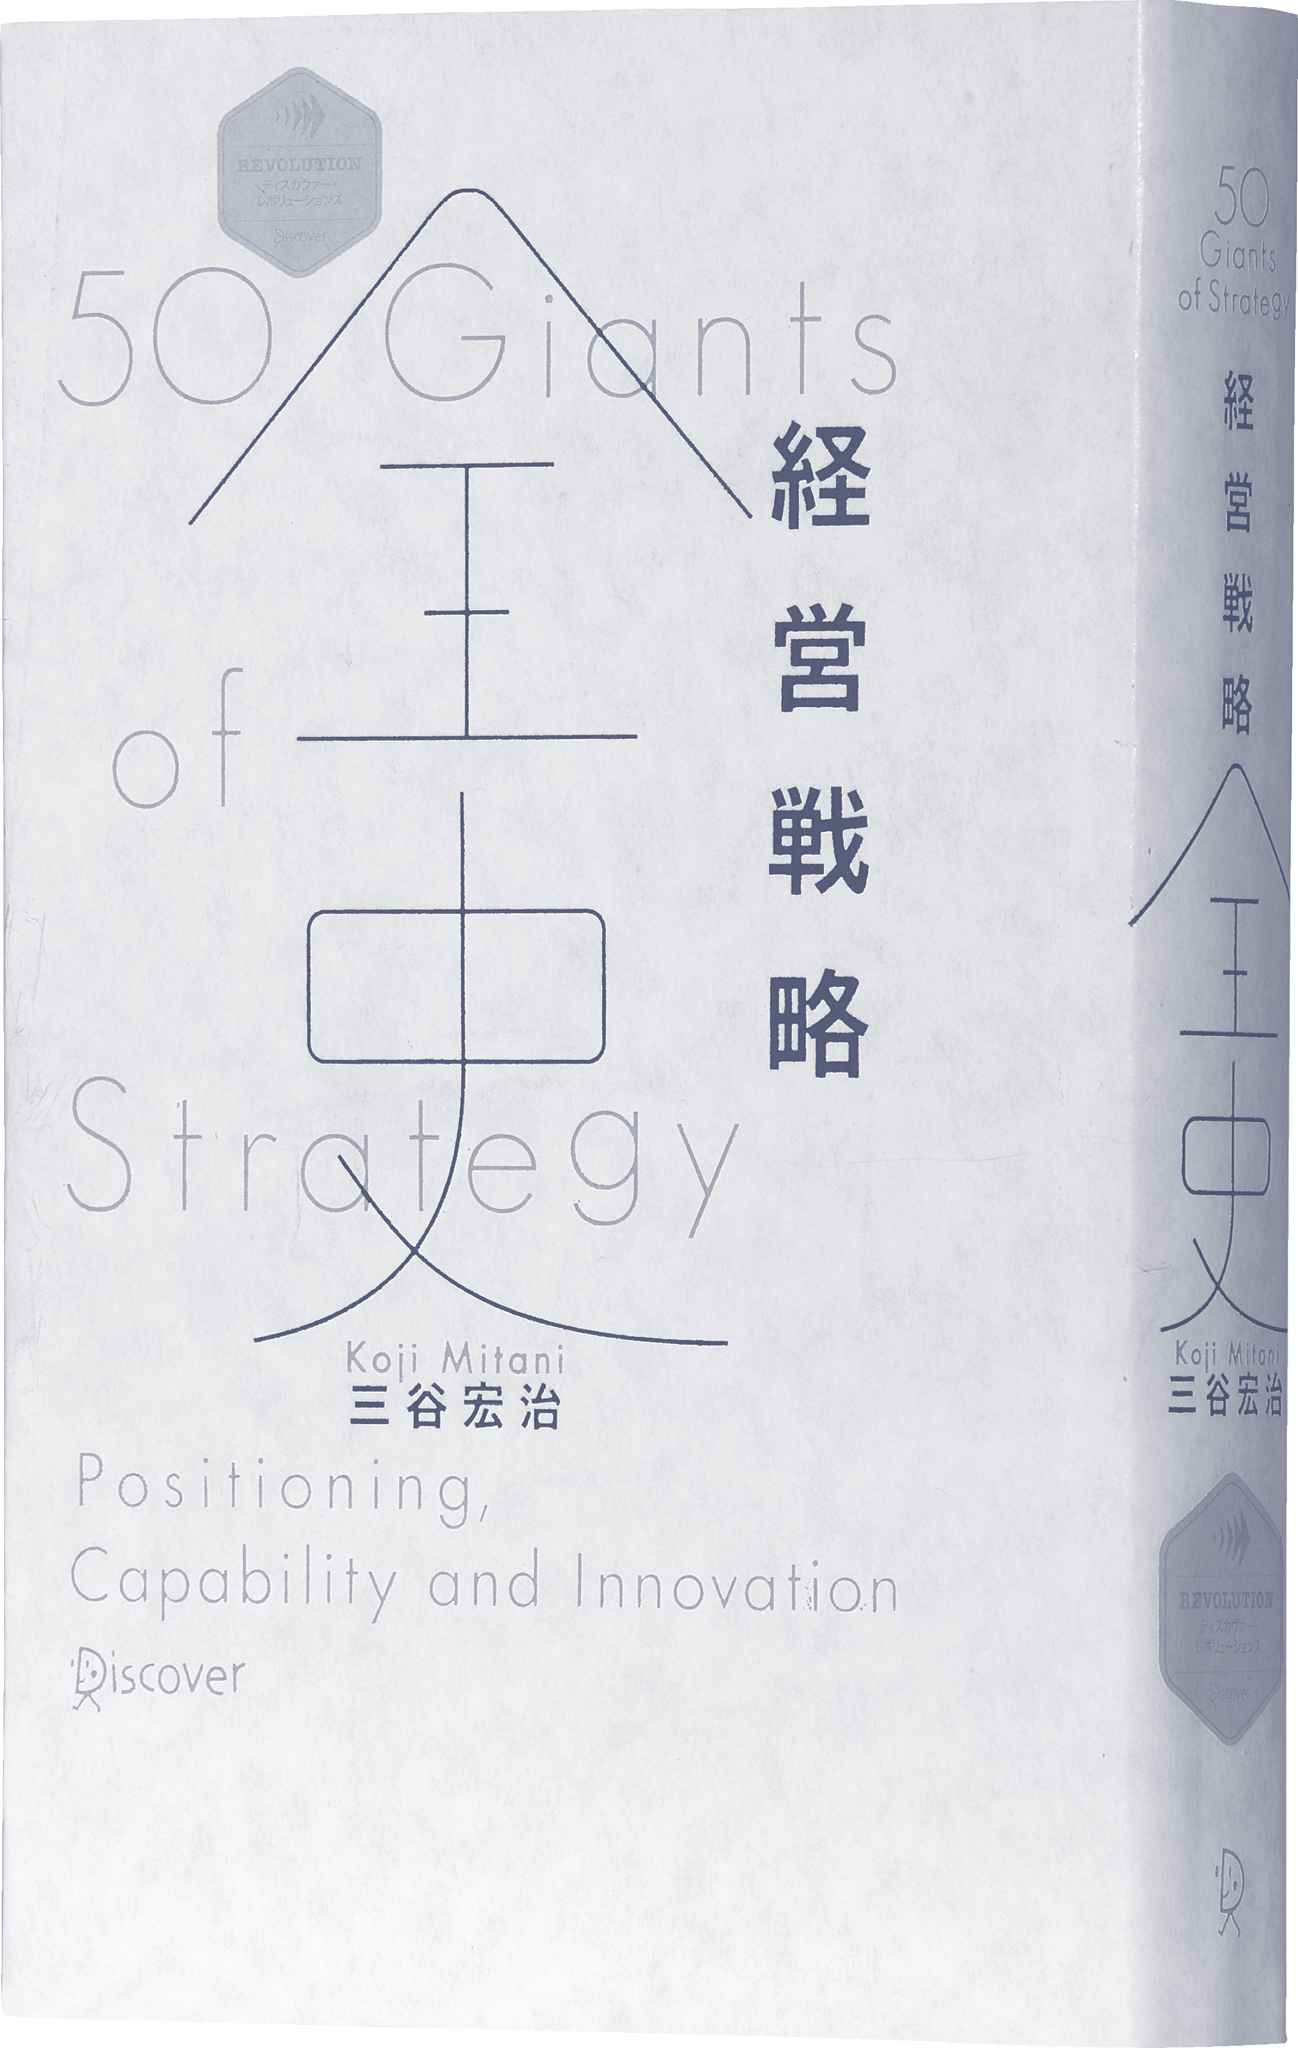 REVOLUTION
ディスカヴァー・
レボリューションズ
Discover
50 Giants
of
Strategy
経営戦略
全史
Koji Mitani
三谷宏治
Positioning,
Capability and Innovation
Discover
50
Giants
of Strategy
経営戦略
全史
Koji Mitani
三谷宏治
REVOLUTION
ディスカヴァー・
レボリューションズ
Discover